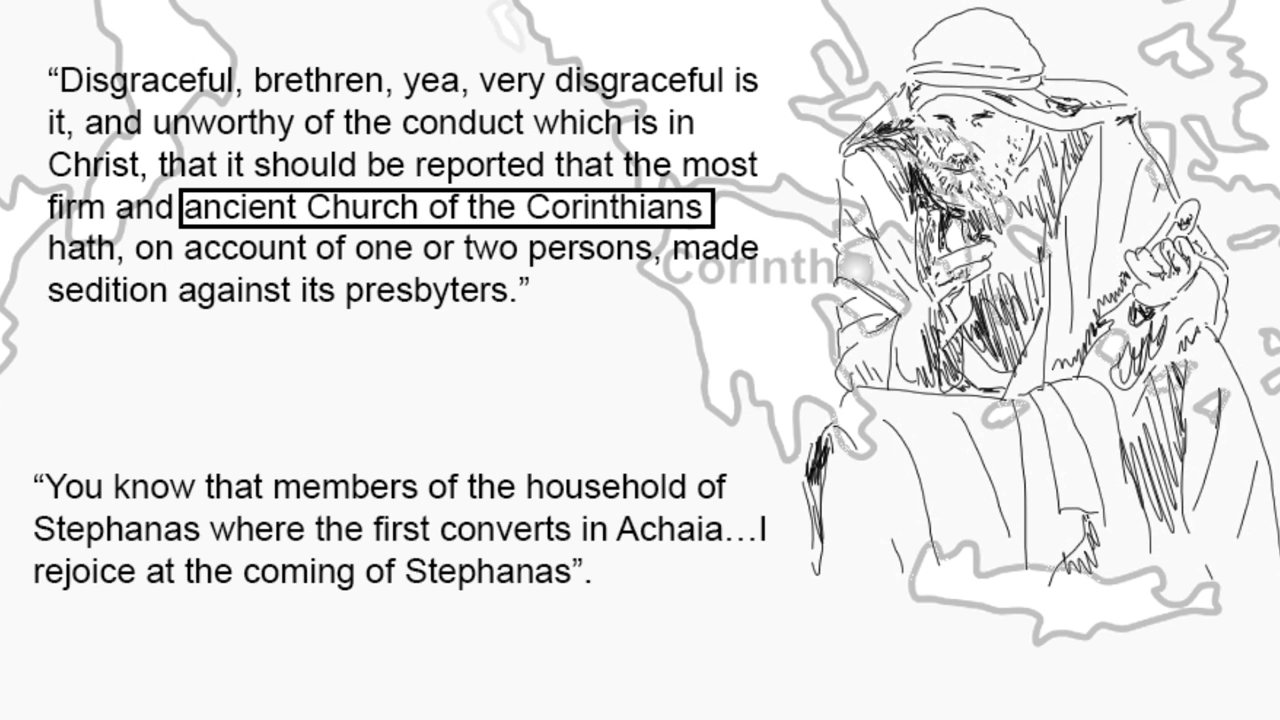 “Disgraceful, brethren, yea, very disgraceful is
it, and unworthy of the conduct which is in
Christ, that it should be reported that the most
firm and ancient Church of the Corinthians
hath, on account of one or two persons, made
sedition against its presbyters.”
Corinth
“You know that members of the household of
Stephanas where the first converts in Achaia…I
rejoice at the coming of Stephanas”.